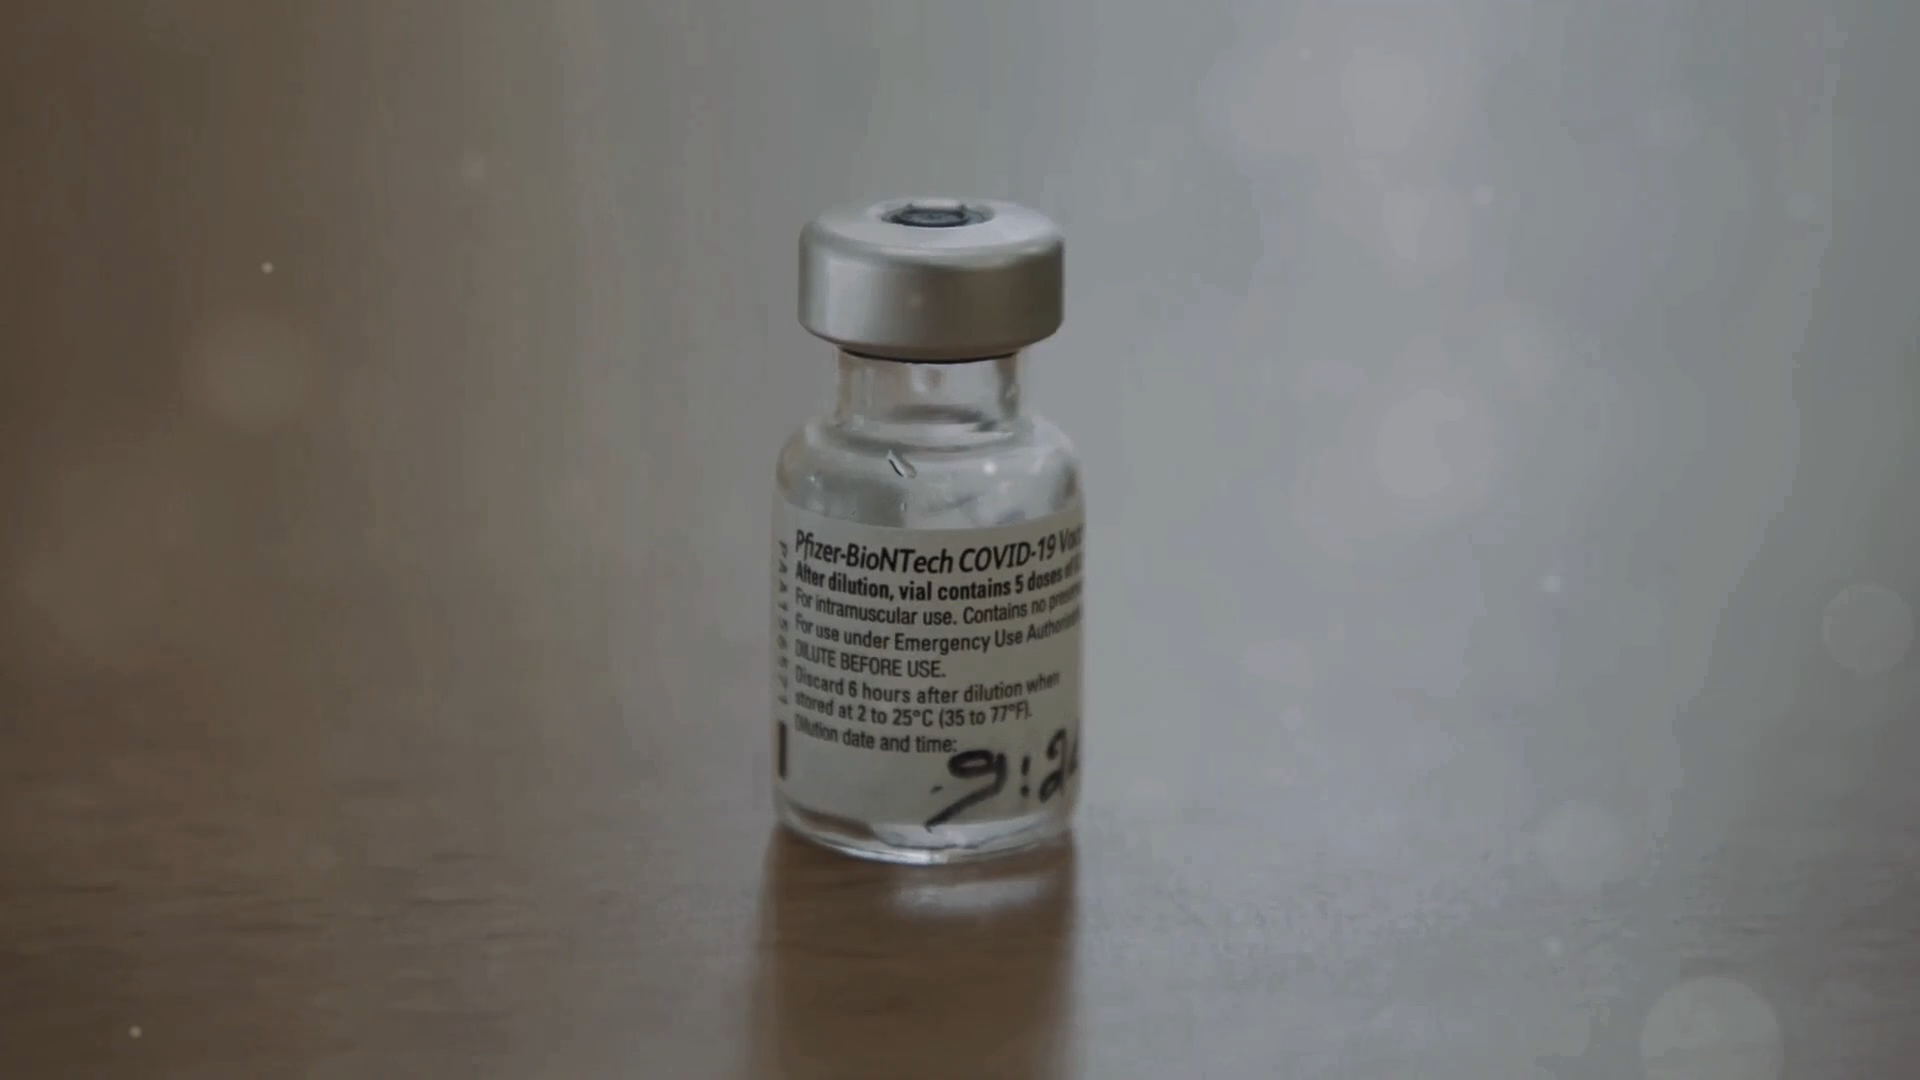 Pfizer-BioNTech COVID-19
After dilution, vial contains 5 doses of
For intramuscular use. Contains no
For use under Emergency Use
DILUTE BEFORE USE.
Discard 6 hours after dilution when
stored at 2 to 25°C (35 to 77°F).
Dilution date and time: